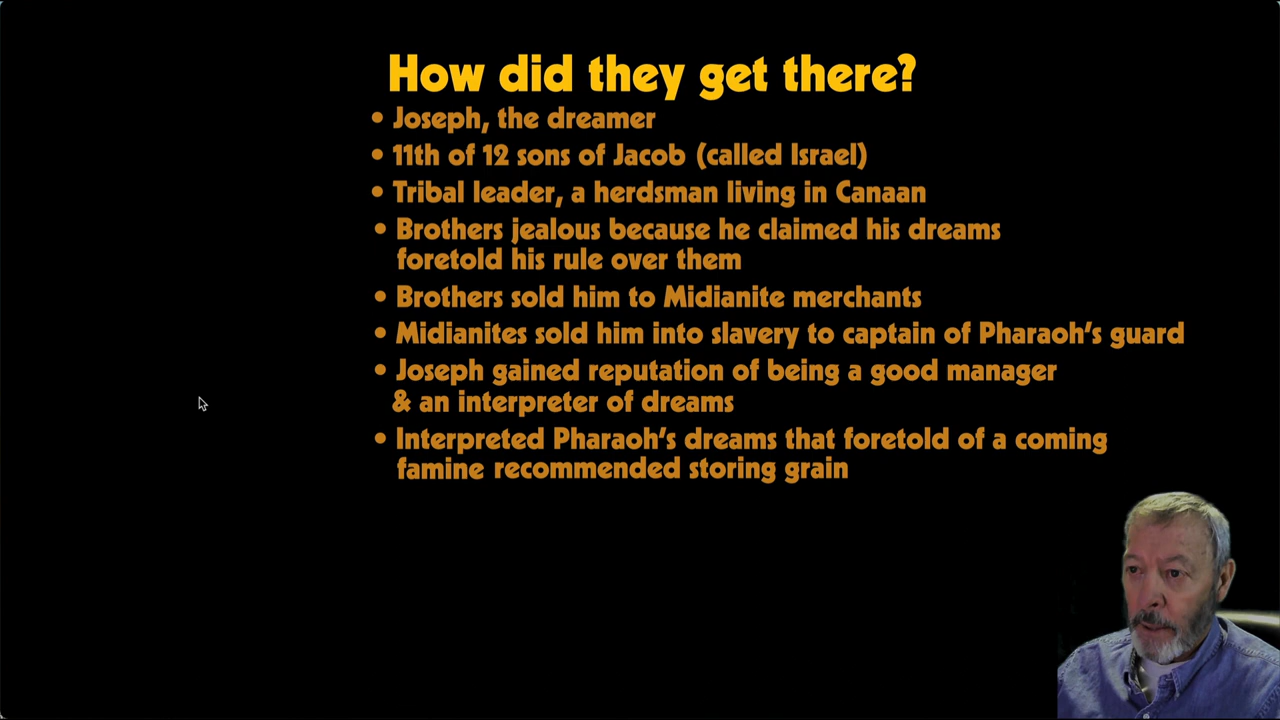 How did they get there?
• Joseph, the dreamer
• 11th of 12 sons of Jacob (called Israel)
• Tribal leader, a herdsman living in Canaan
• Brothers jealous because he claimed his dreams
foretold his rule over them
• Brothers sold him to Midianite merchants
• Midianites sold him into slavery to captain of Pharaoh's guard
• Joseph gained reputation of being a good manager
& an interpreter of dreams
• Interpreted Pharaoh's dreams that foretold of a coming
famine recommended storing grain